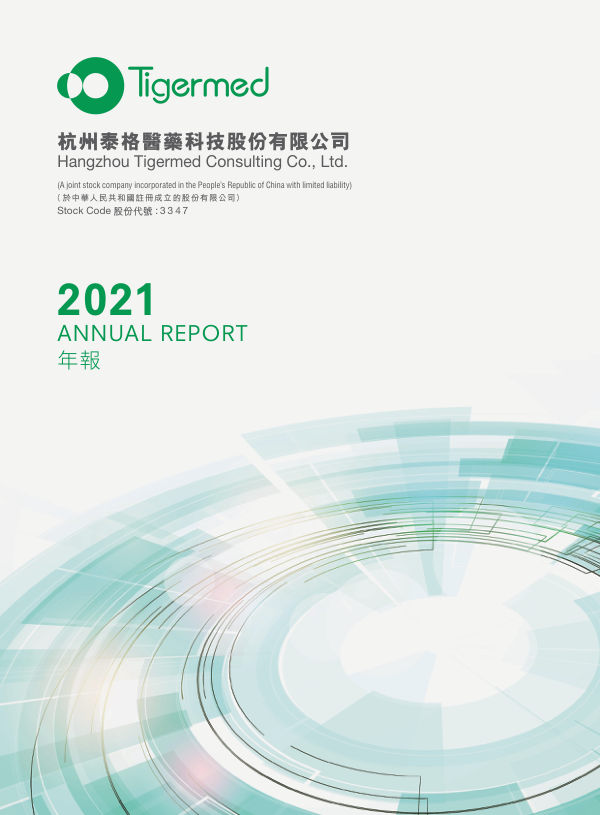 Tigermed
杭州泰格醫藥科技股份有限公司
Hangzhou Tigermed Consulting Co., Ltd.
(A joint stock company incorporated in the People's Republic of China with limited liability)
(於中華人民共和國註冊成立的股份有限公司)
Stock Code 股份代號 : 3347
2021
ANNUAL REPORT
年報